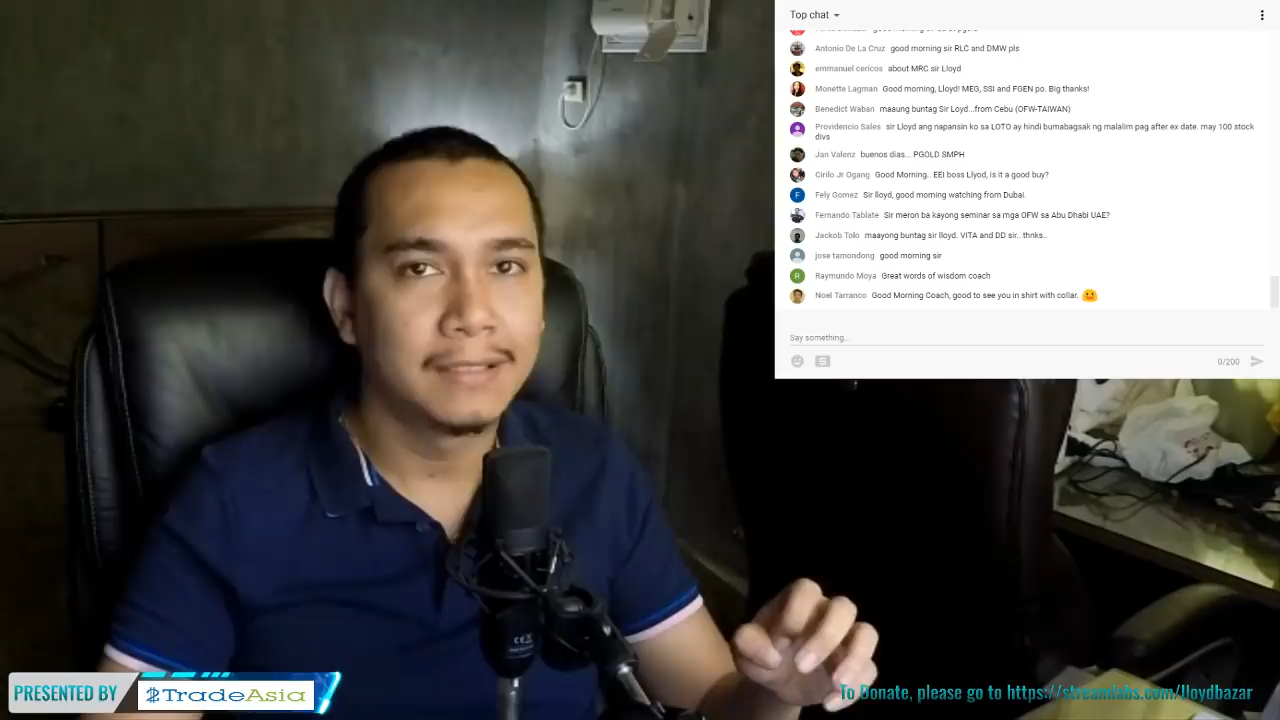 Top chat
Antonio De La Cruz good morning sir RLC and DMW pls
emmanuel cericos about MRC sir Lloyd
Monette Lagman Good morning, Lloyd! MEG, SSI and FGEN po. Big thanks!
Benedict Waban maaung buntag Sir Loyd...from Cebu (OFW-TAIWAN)
Providencio Sales sir Lloyd ang napansin ko sa LOTO ay hindi bumabagsak ng malalim pag after ex date. may 100 stock
divs
Jan Valenz buenos dias... PGOLD SMPH
Cirilo Jr Ogang Good Morning.. EEI boss Llyod, is it a good buy?
F Fely Gomez Sir lloyd, good morning watching from Dubai.
Fernando Tablate Sir meron ba kayong seminar sa mga OFW sa Abu Dhabi UAE?
Jackob Tolo maayong buntag sir lloyd. VITA and DD sir.. thnks..
jose tamondong good morning sir
R Raymundo Moya Great words of wisdom coach
Noel Tarranco Good Morning Coach, good to see you in shirt with collar.
Say something...
0/200
PRESENTED BY TradeAsia
To Donate, please go to https://streamlabs.com/lloydbazar